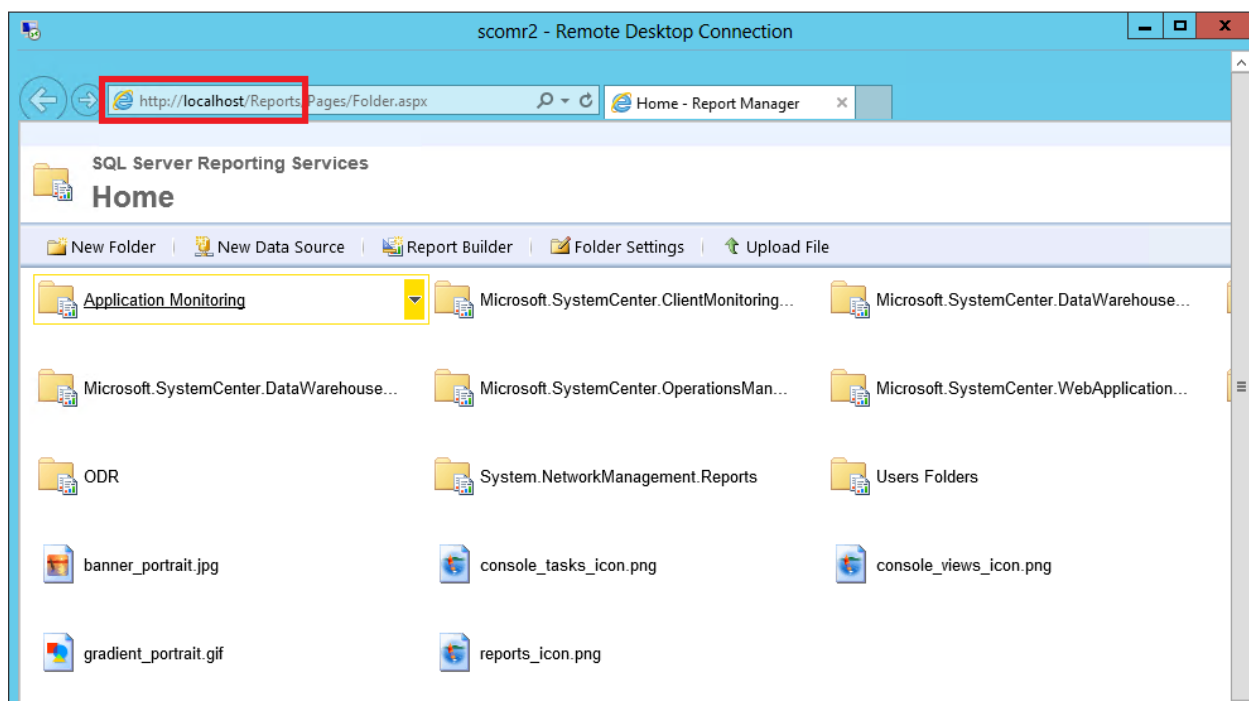 scomr2 - Remote Desktop Connection
http://localhost/Reports/Pages/Folder.aspx
Home - Report Manager
SQL Server Reporting Services
Home
New Folder
New Data Source
Report Builder
Folder Settings
Upload File
Application Monitoring
Microsoft.SystemCenter.ClientMonitoring...
Microsoft.SystemCenter.DataWarehouse...
Microsoft.SystemCenter.DataWarehouse...
Microsoft.SystemCenter.OperationsMan...
Microsoft.SystemCenter.WebApplication...
ODR
System.NetworkManagement.Reports
Users Folders
banner_portrait.jpg
console_tasks_icon.png
console_views_icon.png
gradient_portrait.gif
reports_icon.png